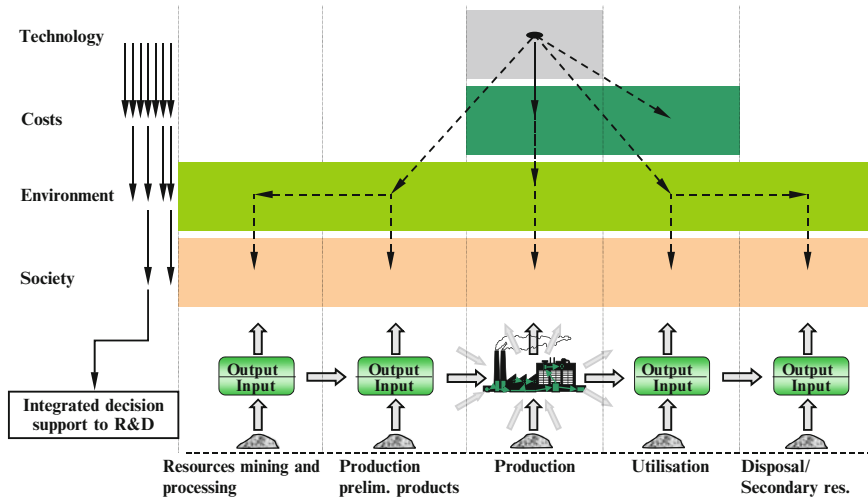 Technology
Costs
Environment
Society
Integrated decision
support to R&D
Output
Input
Output
Input
Output
Input
Output
Input
Resources mining and
processing
Production
prelim. products
Production
Utilisation
Disposal/
Secondary res.